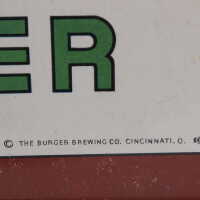 ER
© THE BURGER BREWING CO. CINCINNATI, O.